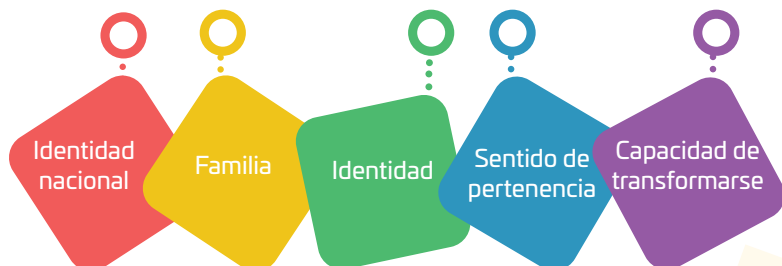 Identidad
nacional
Familia
Identidad
Sentido de
pertenencia
Capacidad de
transformarse